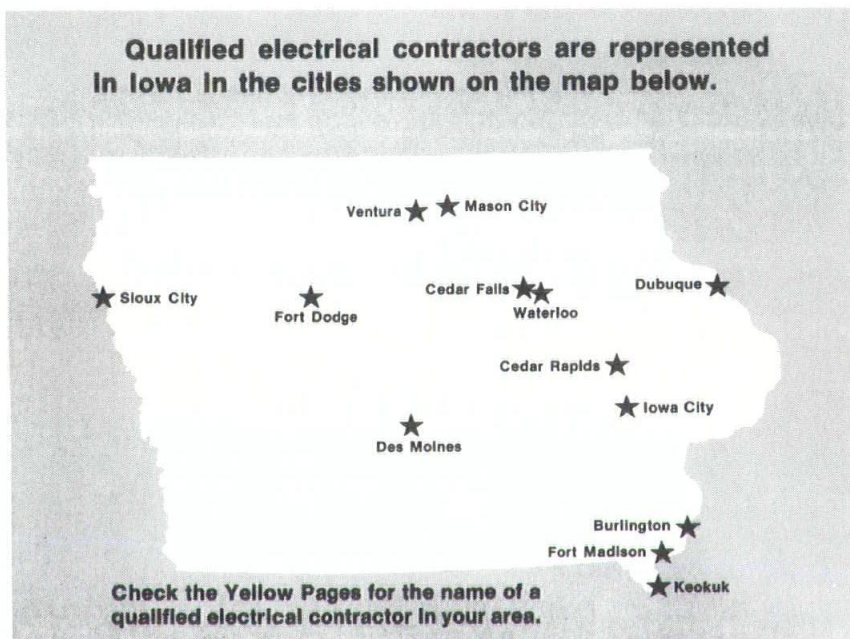 Qualified electrical contractors are represented
in Iowa in the cities shown on the map below.
Ventura
Mason City
Sioux City
Fort Dodge
Cedar Falls
Waterloo
Dubuque
Cedar Rapids
Iowa City
Des Moines
Burlington
Fort Madison
Keokuk
Check the Yellow Pages for the name of a
qualified electrical contractor in your area.